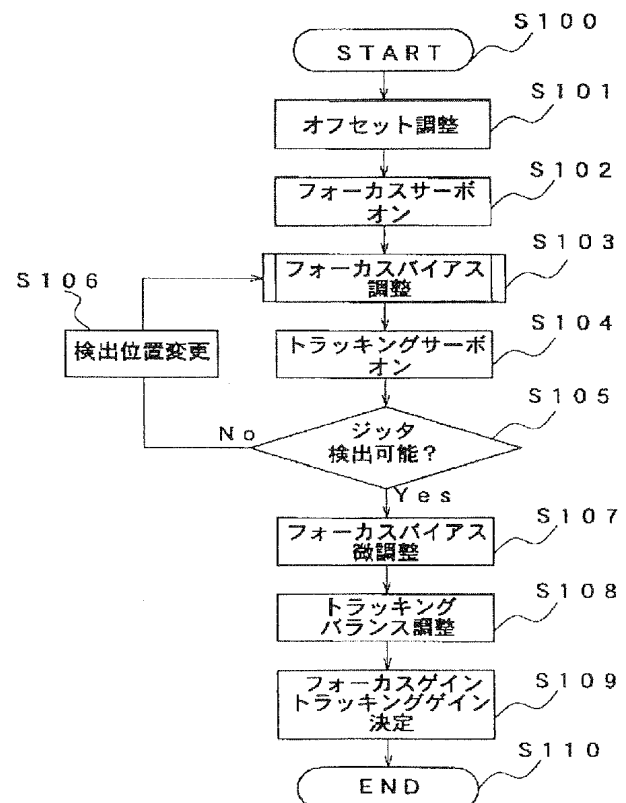 S100
START
S101
オフセット調整
S102
フォーカスサーボ
オン
S103
フォーカスバイアス
調整
S106
検出位置変更
S104
トラッキングサーボ
オン
S105
ジッタ
検出可能?
No
Yes
S107
フォーカスバイアス
微調整
S108
トラッキング
バランス調整
S109
フォーカスゲイン
トラッキングゲイン
決定
S110
END